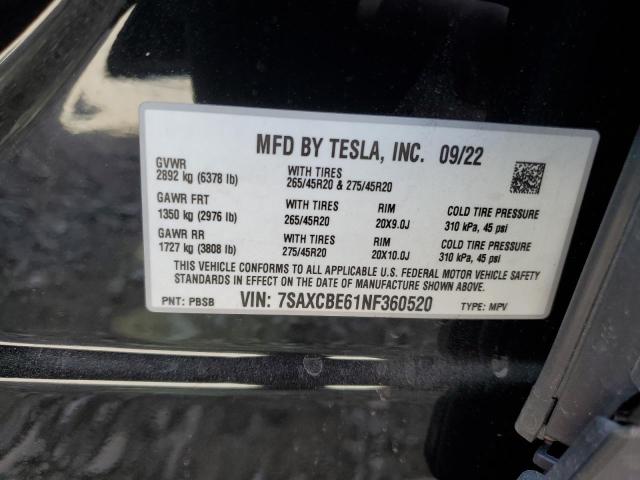 MFD BY TESLA, INC. 09/22
GVWR
2892 kg (6378 lb)
WITH TIRES
265/45R20 & 275/45R20
GAWR FRT
1350 kg (2976 lb)
WITH TIRES
265/45R20
RIM
20X9.0J
COLD TIRE PRESSURE
310 kPa, 45 psi
GAWR RR
1727 kg (3808 lb)
WITH TIRES
275/45R20
RIM
20X10.0J
COLD TIRE PRESSURE
310 kPa, 45 psi
THIS VEHICLE CONFORMS TO ALL APPLICABLE U.S. FEDERAL MOTOR VEHICLE SAFETY
STANDARDS IN EFFECT ON THE DATE OF MANUFACTURE SHOWN ABOVE.
PNT: PBSB VIN: 7SAXCBE61NF360520 TYPE: MPV